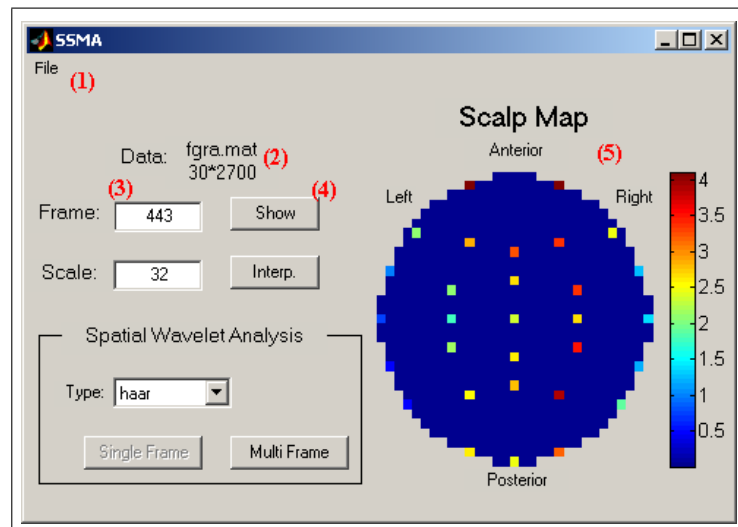 SSMA
File
(1)
Scalp Map
Data: fgra.mat (2)
30*2700
Anterior
(5)
(3)
(4)
Left
Right
Frame: 443 Show
Scale: 32 Interp.
Spatial Wavelet Analysis
Type: haar
Single Frame Multi Frame
Posterior
4
3.5
3
2.5
2
1.5
1
0.5